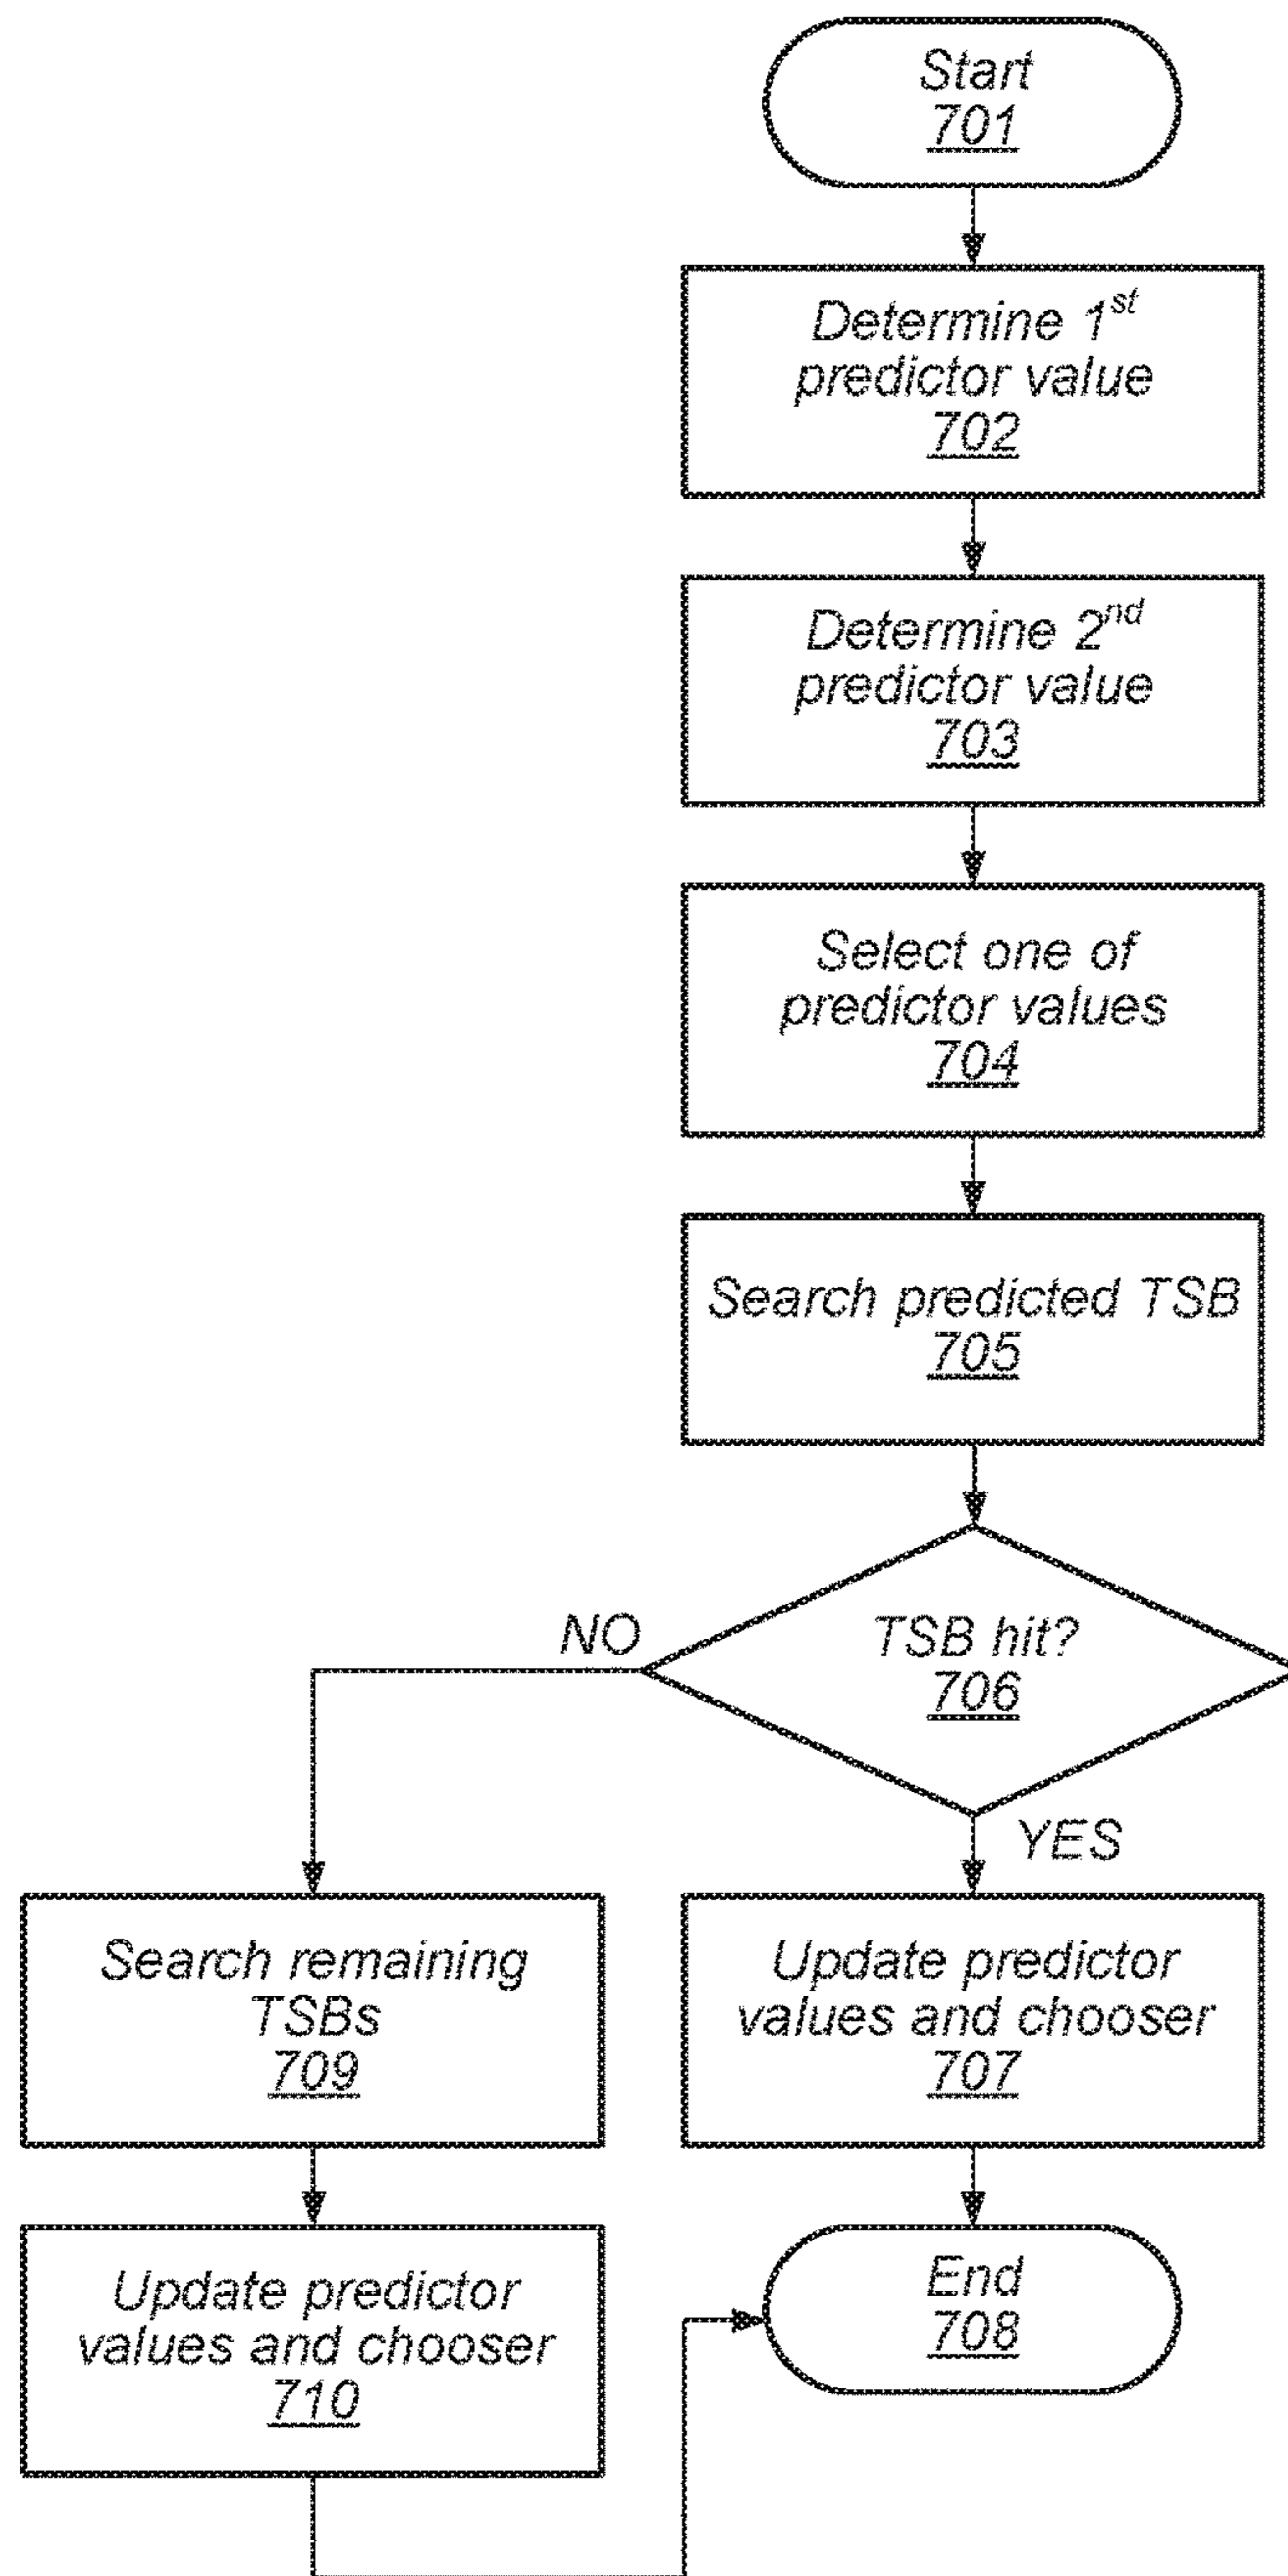 Start
701
Determine 1st
predictor value
702
Determine 2nd
predictor value
703
Select one of
predictor values
704
Search predicted TSB
705
TSB hit?
706
NO
YES
Search remaining
TSBs
709
Update predictor
values and chooser
707
Update predictor
values and chooser
710
End
708